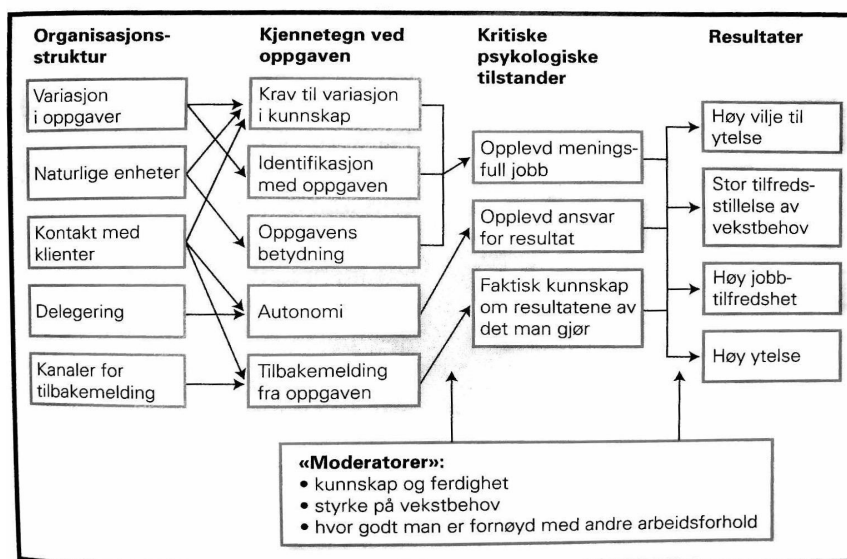 Organisasjons-
struktur
Variasjon
i oppgaver
Naturlige enheter
Kontakt med
klienter
Delegering
Kanaler for
tilbakemelding
Kjennetegn ved
oppgaven
Krav til variasjon
i kunnskap
Identifikasjon
med oppgaven
Oppgavens
betydning
Autonomi
Tilbakemelding
fra oppgaven
Kritiske
psykologiske
tilstander
Opplevd menings-
full jobb
Opplevd ansvar
for resultat
Faktisk kunnskap
om resultatene av
det man gjør
Resultater
Høy vilje til
ytelse
Stor tilfreds-
stillelse av
vekstbehov
Høy jobb-
tilfredshet
Høy ytelse
«Moderatorer»:
• kunnskap og ferdighet
• styrke på vekstbehov
• hvor godt man er fornøyd med andre arbeidsforhold